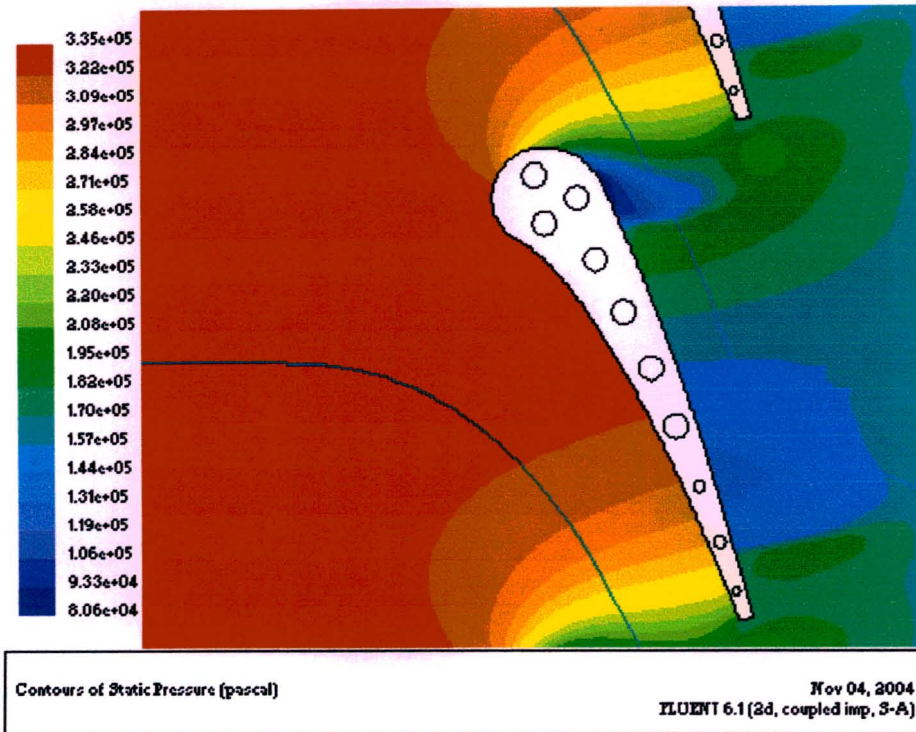 3.35e+05
3.22e+05
3.09e+05
2.97e+05
2.84e+05
2.71e+05
2.58e+05
2.46e+05
2.33e+05
2.20e+05
2.08e+05
1.95e+05
1.82e+05
1.70e+05
1.57e+05
1.44e+05
1.31e+05
1.19e+05
1.06e+05
9.33e+04
8.06e+04
Contours of Static Pressure (pascal)
Nov 04, 2004
FLUENT 6.1 (2d, coupled imp, S-A)